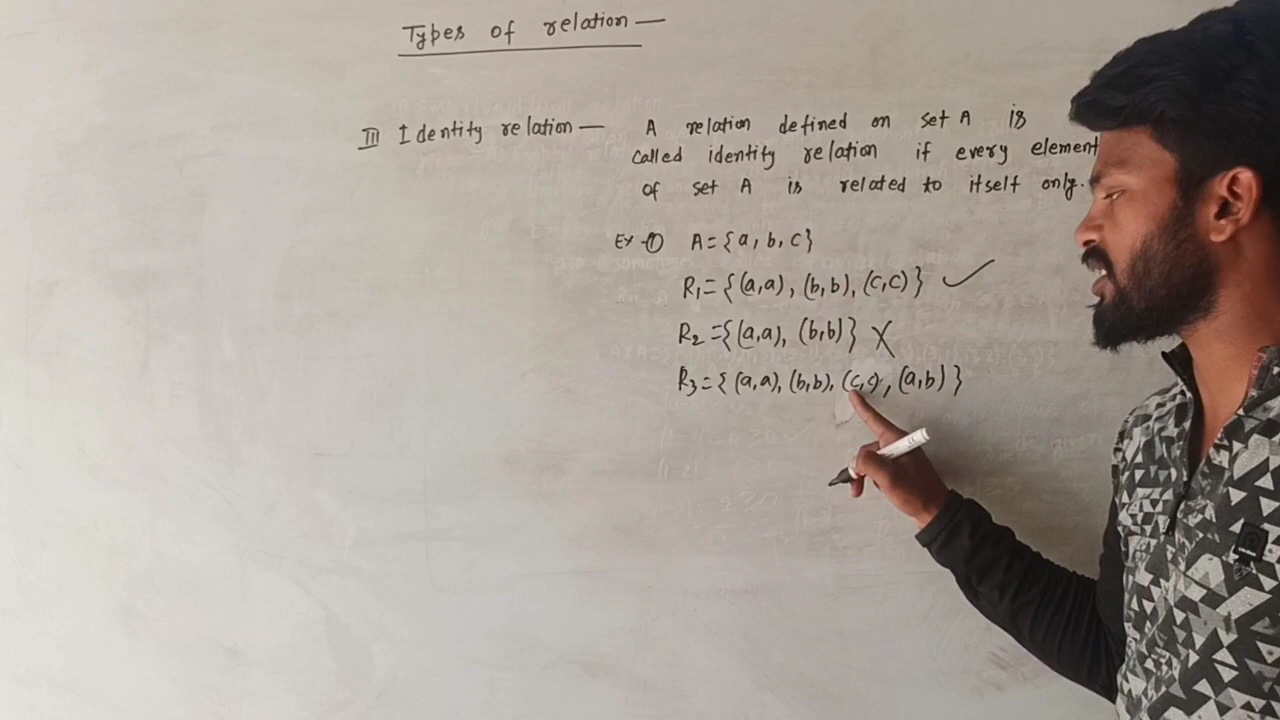 Types of relation —
III Identity relation — A relation defined on set A is
called identity relation if every element
of set A is related to itself only.
Ex-① A={a, b, c}
R₁={(a,a), (b,b), (c,c)} ✓
R₂={(a,a), (b,b)} X
R₃={(a,a), (b,b), (c,c), (a,b)}